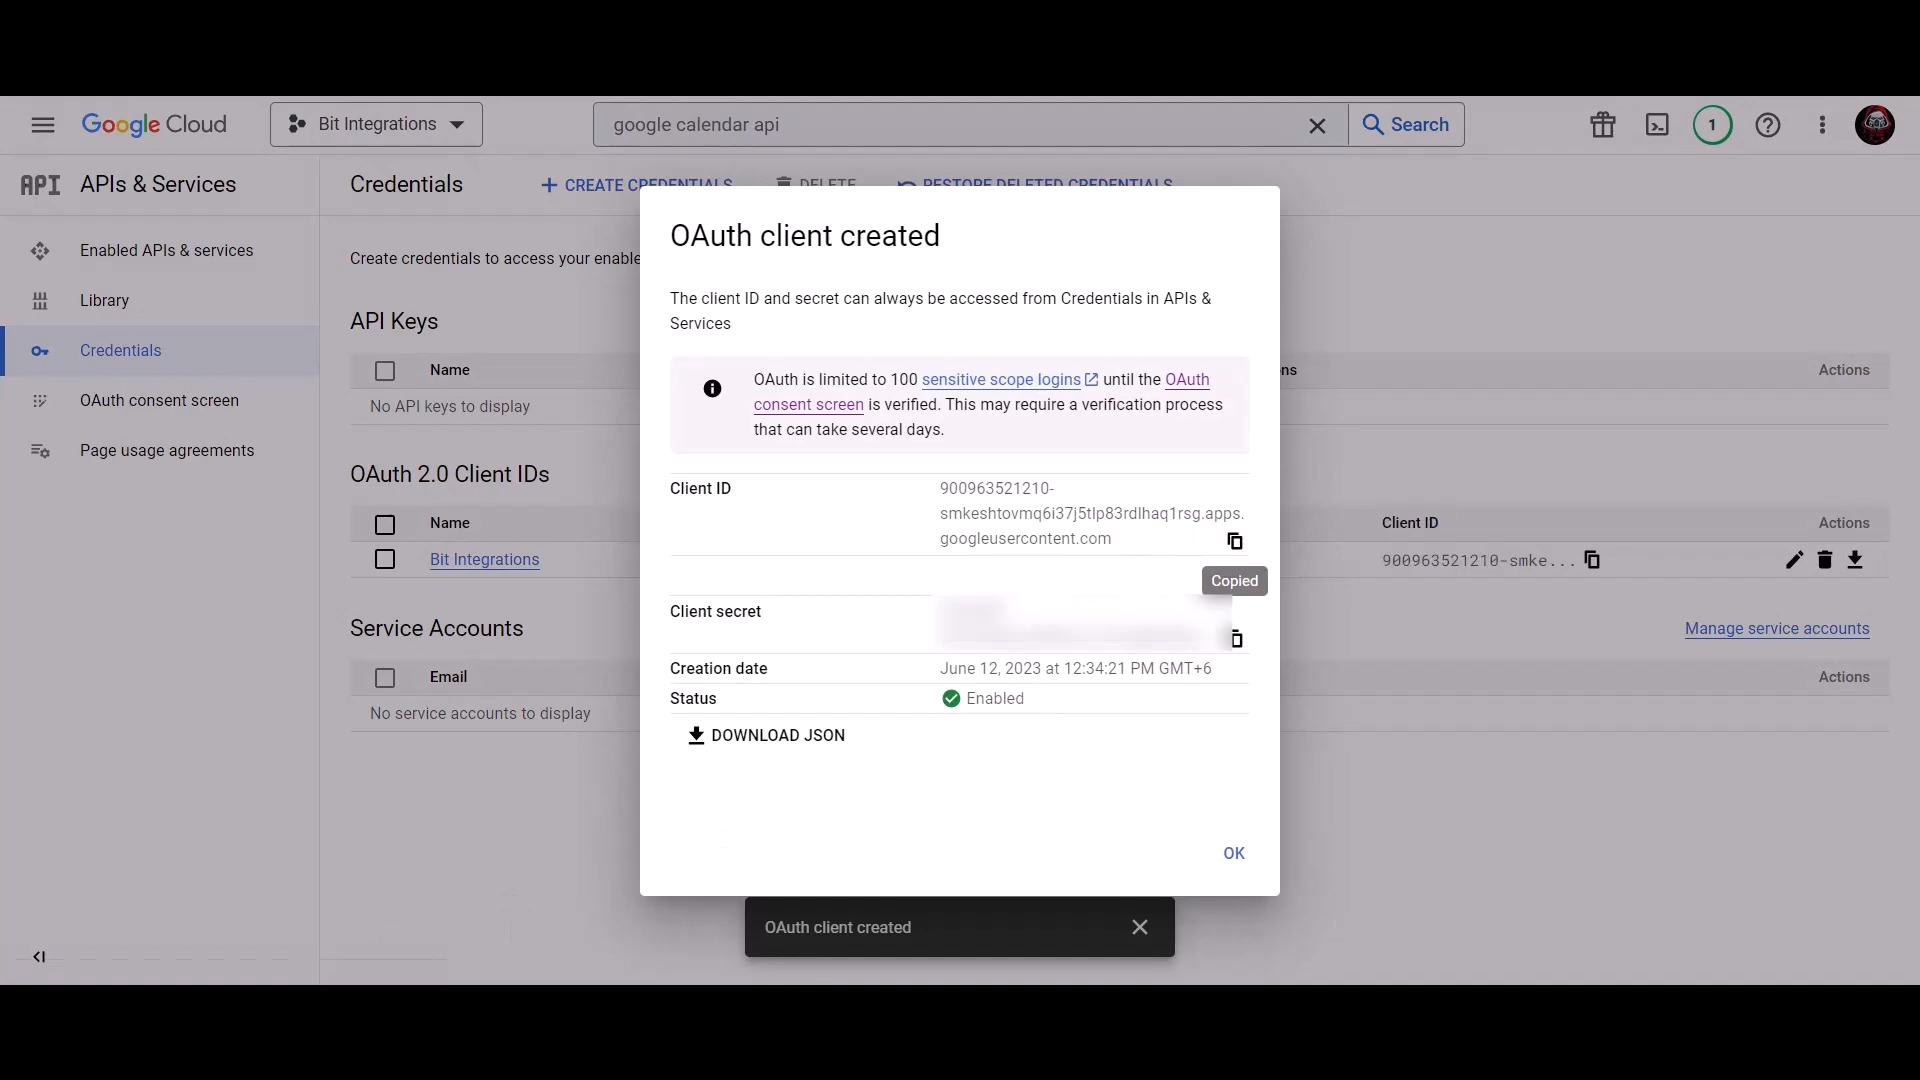 Google Cloud
Bit Integrations
google calendar api
Search
1
API APIs & Services
Credentials
CREATE CREDENTIALS
DELETE
RESTORE DELETED CREDENTIALS
Enabled APIs & services
Library
Credentials
OAuth consent screen
Page usage agreements
Create credentials to access your enable
API Keys
Name
ns
Actions
No API keys to display
OAuth 2.0 Client IDs
Name
Client ID
Actions
Bit Integrations
900963521210-smke...
Service Accounts
Manage service accounts
Email
Actions
No service accounts to display
OAuth client created
The client ID and secret can always be accessed from Credentials in APIs &
Services
OAuth is limited to 100 sensitive scope logins until the OAuth
consent screen is verified. This may require a verification process
that can take several days.
Client ID
900963521210-
smkeshtovmq6i37j5tlp83rdlhaq1rsg.apps.
googleusercontent.com
Copied
Client secret
Creation date
June 12, 2023 at 12:34:21 PM GMT+6
Status
Enabled
DOWNLOAD JSON
OK
OAuth client created